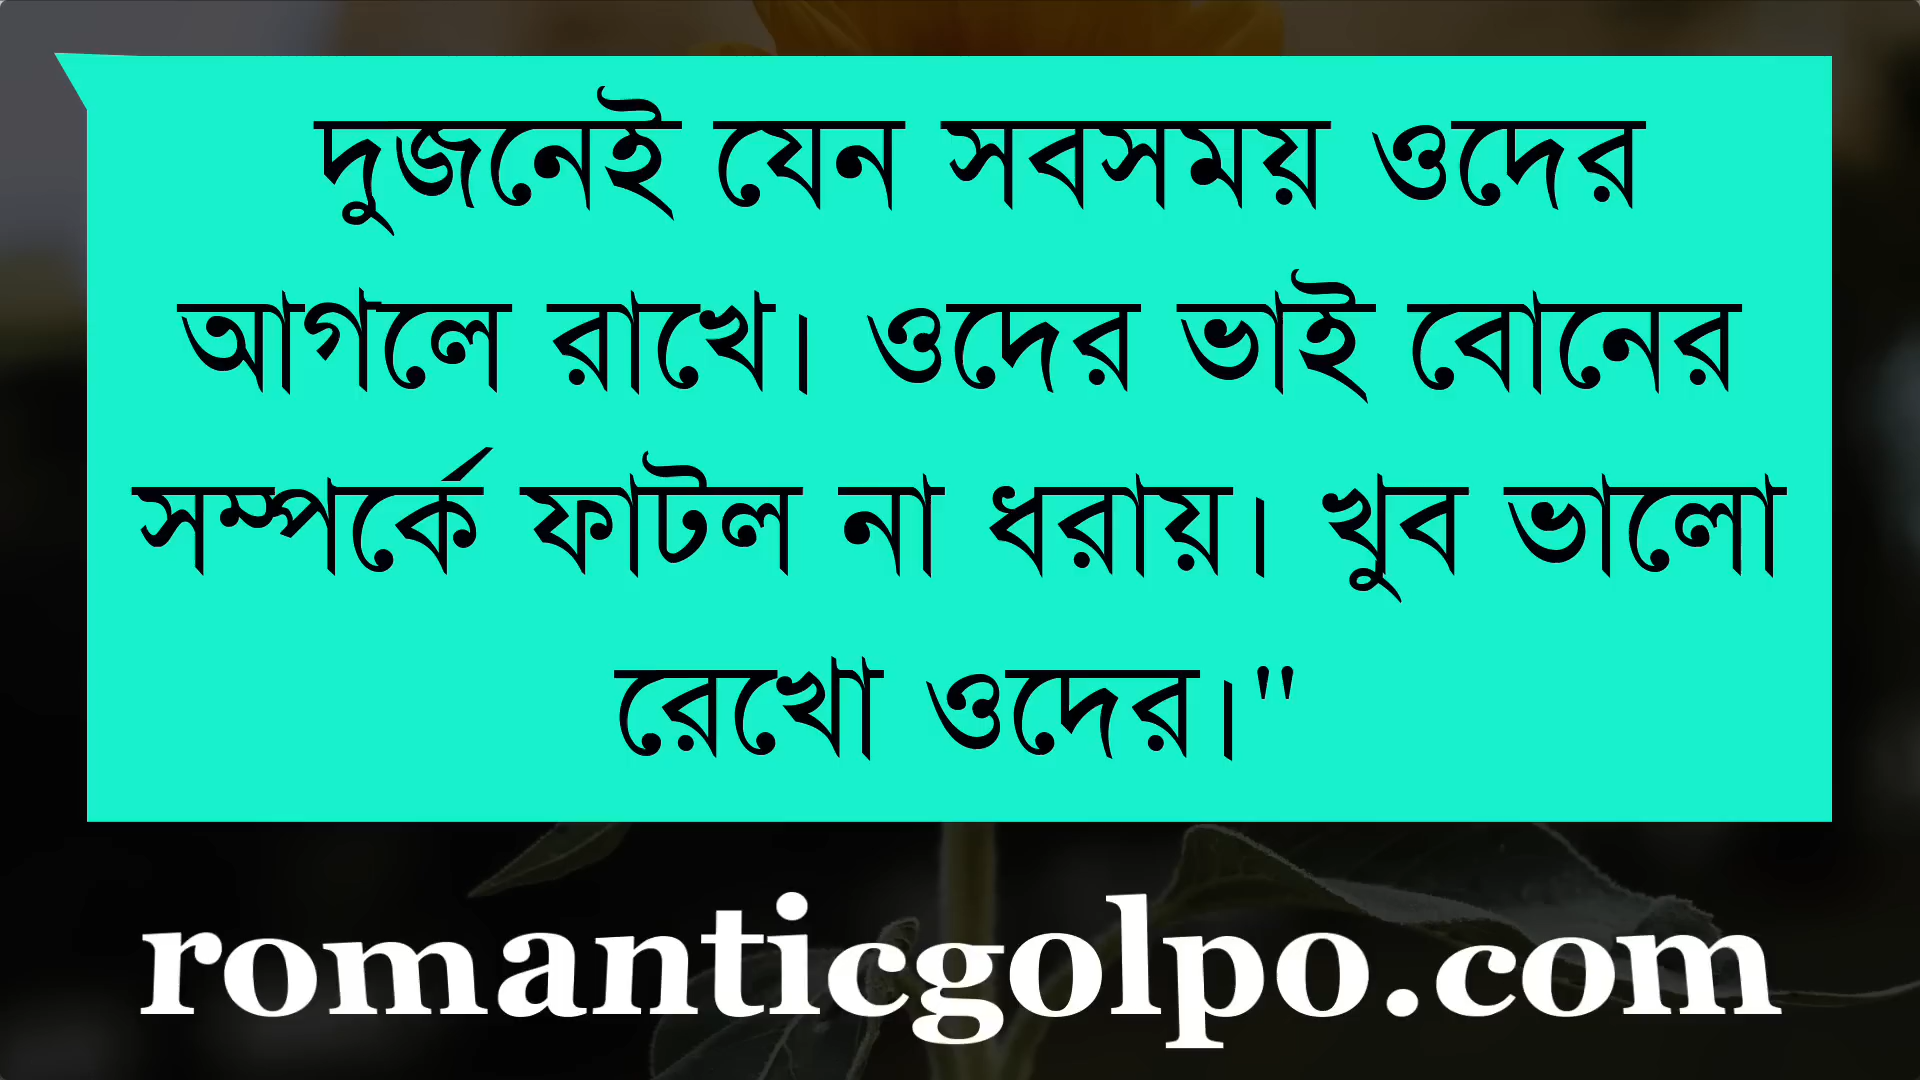 দুজনেই যেন সবসময় ওদের
আগলে রাখে। ওদের ভাই বোনের
সম্পর্কে ফাটল না ধরায়। খুব ভালো
রেখো ওদের।"
romanticgolpo.com